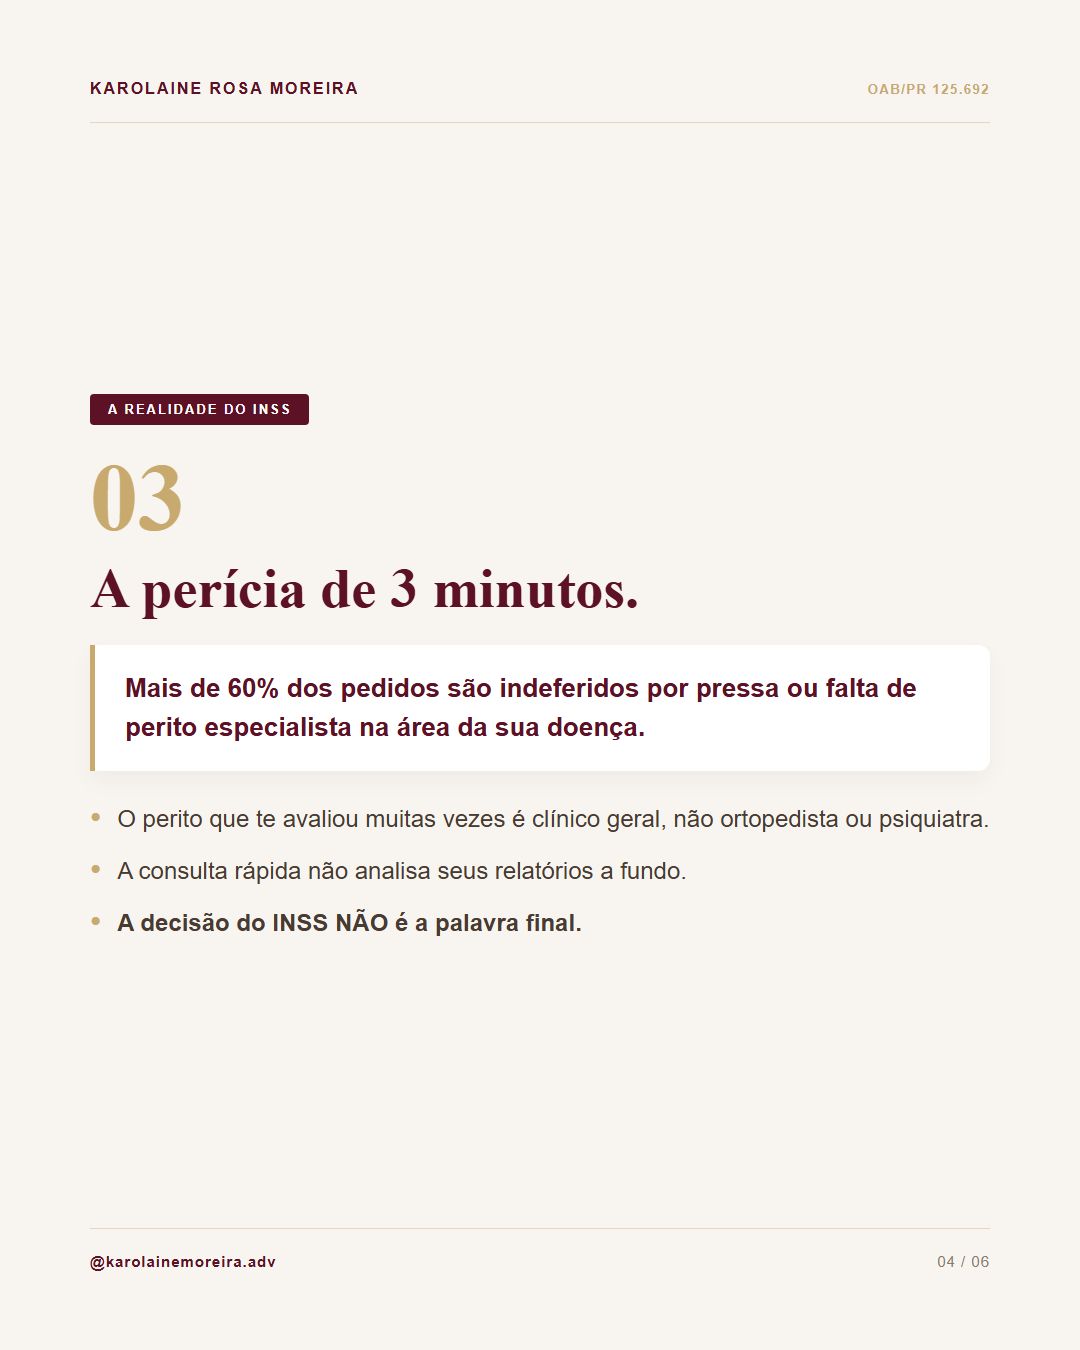 KAROLAINE ROSA MOREIRA
OAB/PR 125.692
A REALIDADE DO INSS
03
A perícia de 3 minutos.
Mais de 60% dos pedidos são indeferidos por pressa ou falta de
perito especialista na área da sua doença.
• O perito que te avaliou muitas vezes é clínico geral, não ortopedista ou psiquiatra.
• A consulta rápida não analisa seus relatórios a fundo.
• A decisão do INSS NÃO é a palavra final.
@karolainemoreira.adv
04 / 06